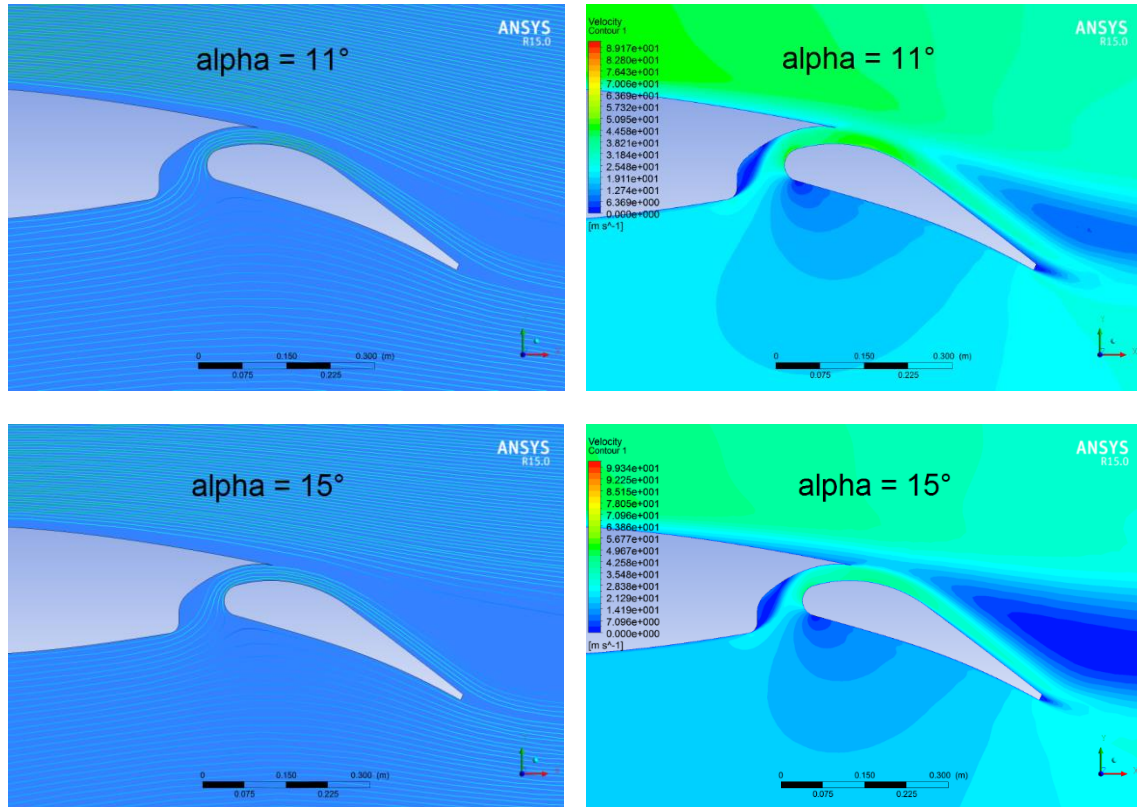 ANSYS
R15.0
alpha = 11°
0 0.150 0.300 (m)
0.075 0.225
Velocity
Contour 1
8.917e+001
8.280e+001
7.643e+001
7.006e+001
6.369e+001
5.732e+001
5.095e+001
4.458e+001
3.821e+001
3.184e+001
2.548e+001
1.911e+001
1.274e+001
6.369e+000
0.000e+000
[m s^-1]
ANSYS
R15.0
alpha = 11°
0 0.150 0.300 (m)
0.075 0.225
ANSYS
R15.0
alpha = 15°
0 0.150 0.300 (m)
0.075 0.225
Velocity
Contour 1
9.934e+001
9.225e+001
8.515e+001
7.805e+001
7.096e+001
6.386e+001
5.677e+001
4.967e+001
4.258e+001
3.548e+001
2.838e+001
2.129e+001
1.419e+001
7.096e+000
0.000e+000
[m s^-1]
ANSYS
R15.0
alpha = 15°
0 0.150 0.300 (m)
0.075 0.225